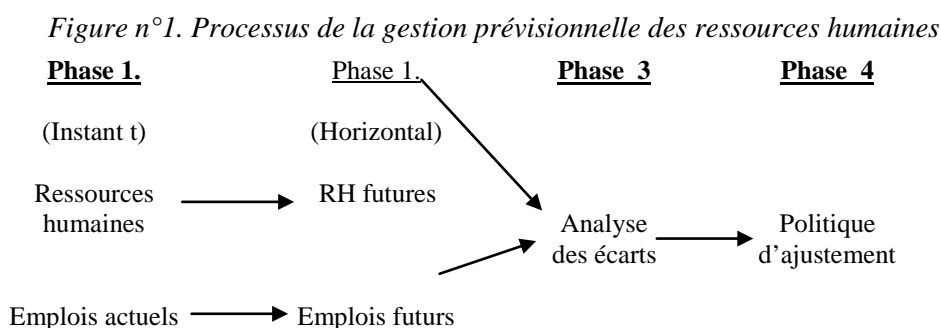 Figure n°1. Processus de la gestion prévisionnelle des ressources humaines
Phase 1. Phase 1. Phase 3 Phase 4
(Instant t) (Horizontal)
Ressources
humaines
RH futures
Analyse
des écarts
Politique
d’ajustement
Emplois actuels Emplois futurs